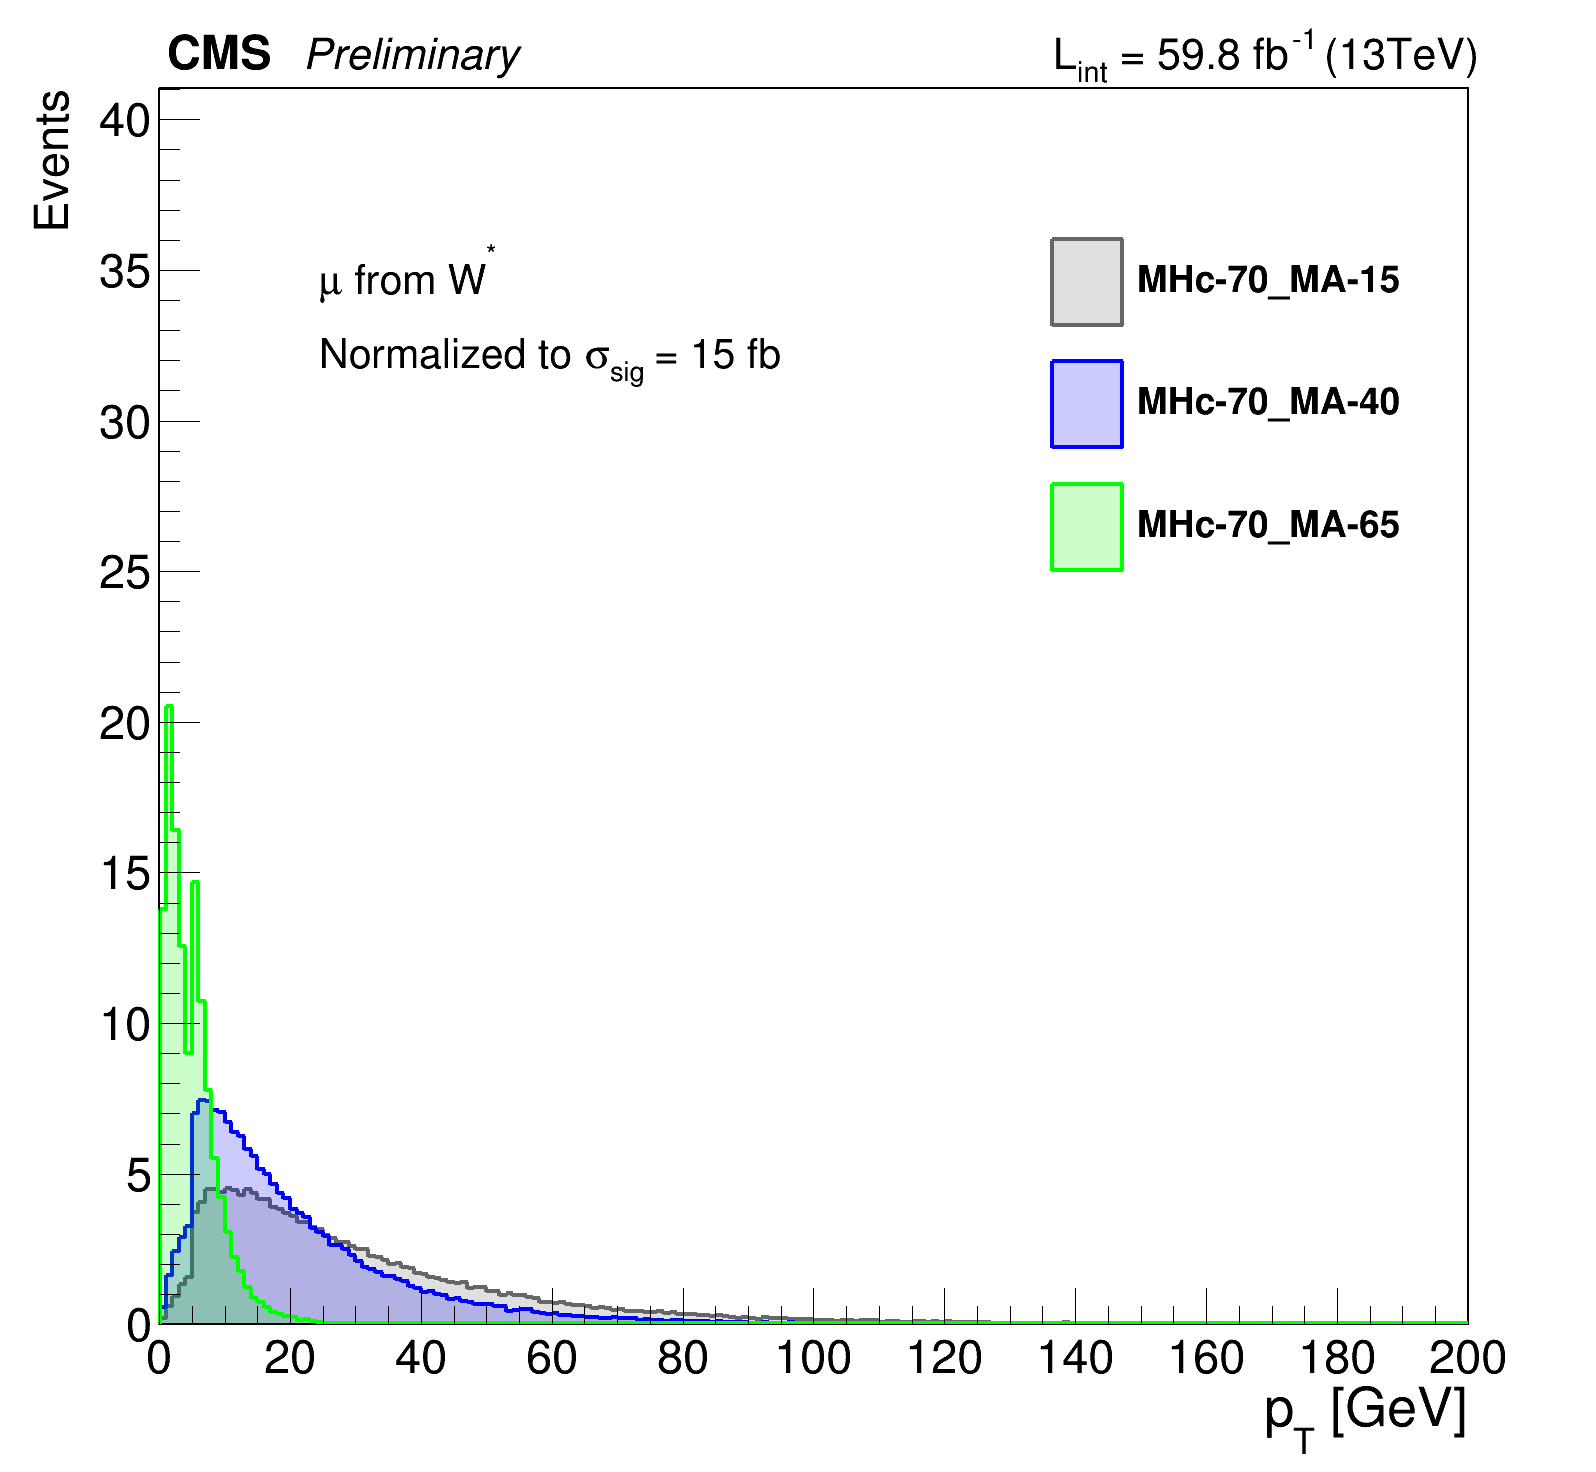 CMS Preliminary
L_int = 59.8 fb^-1 (13TeV)
Events
40
35
30
25
20
15
10
5
0
μ from W^*
Normalized to σ_sig = 15 fb
MHc-70_MA-15
MHc-70_MA-40
MHc-70_MA-65
0 20 40 60 80 100 120 140 160 180 200
p_T [GeV]